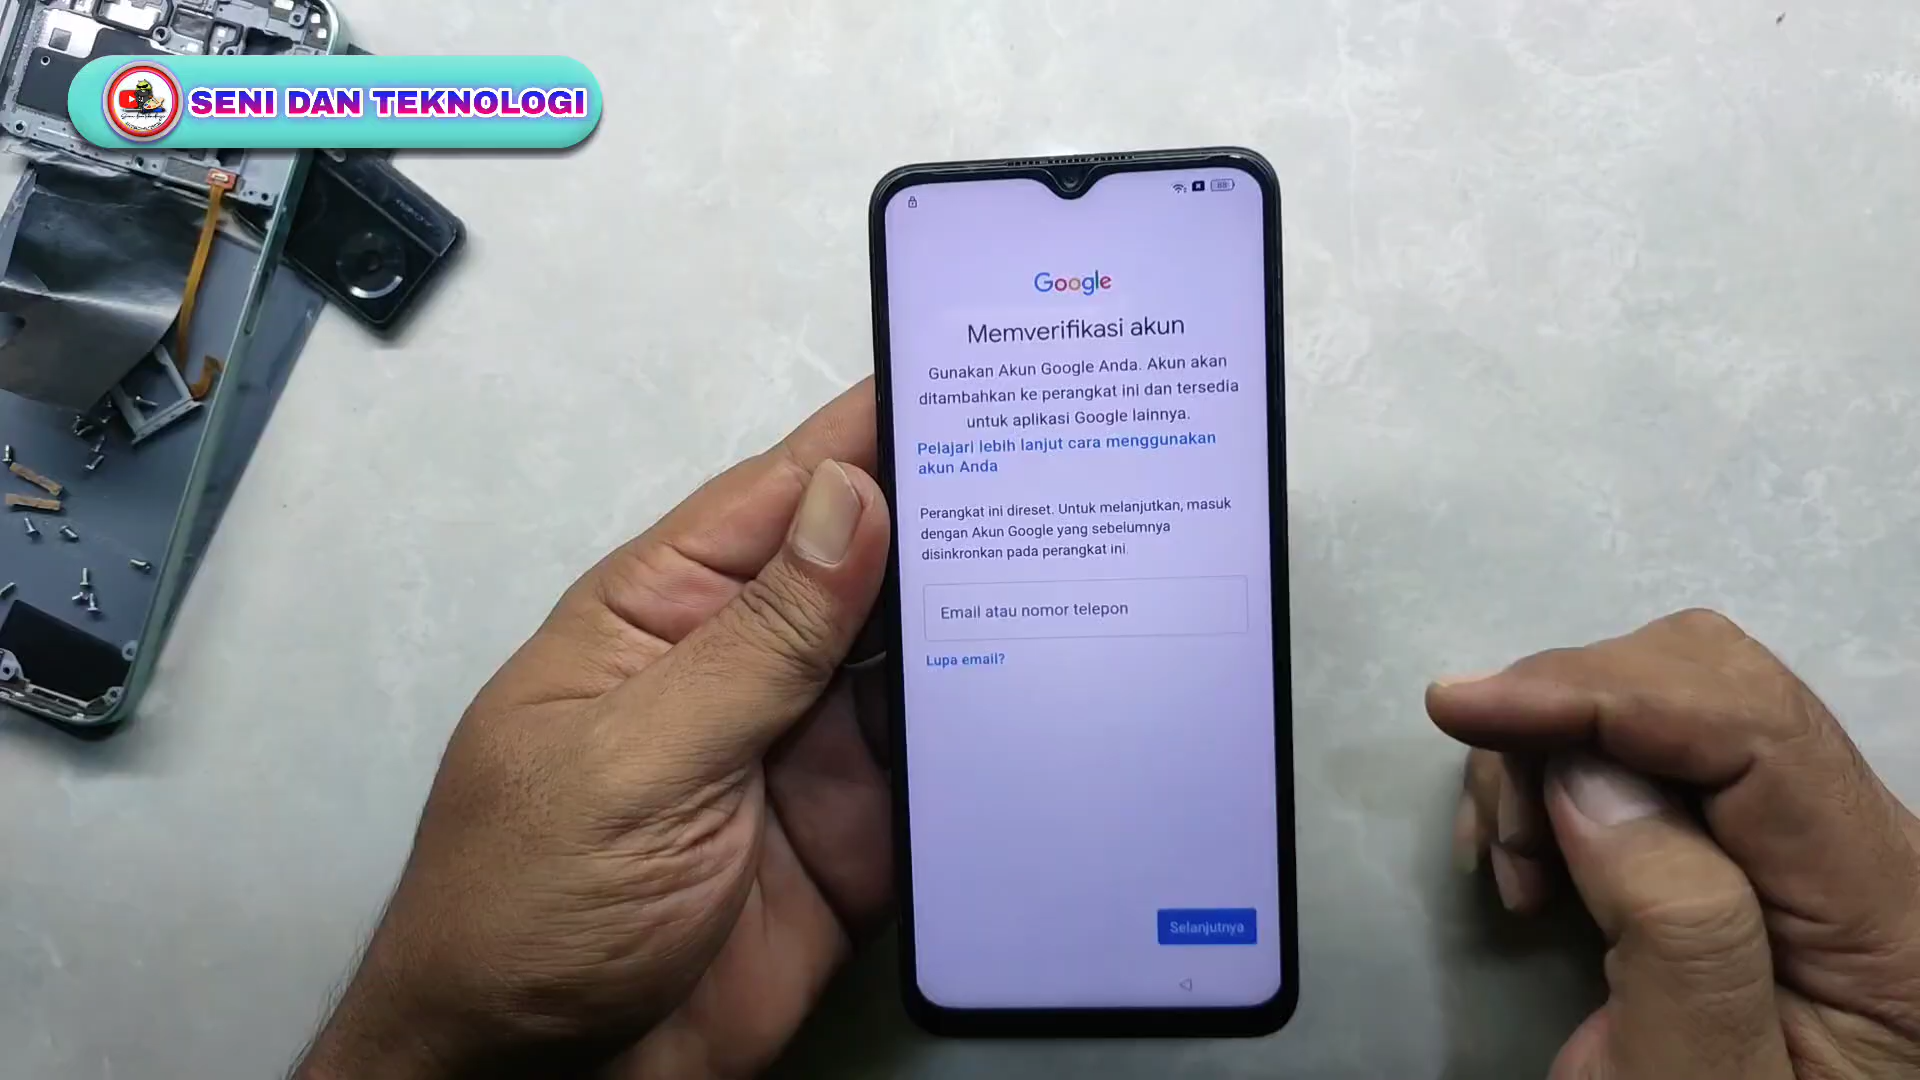 SENI DAN TEKNOLOGI
88
Google
Memverifikasi akun
Gunakan Akun Google Anda. Akun akan
ditambahkan ke perangkat ini dan tersedia
untuk aplikasi Google lainnya.
Pelajari lebih lanjut cara menggunakan
akun Anda
Perangkat ini direset. Untuk melanjutkan, masuk
dengan Akun Google yang sebelumnya
disinkronkan pada perangkat ini.
Email atau nomor telepon
Lupa email?
Selanjutnya